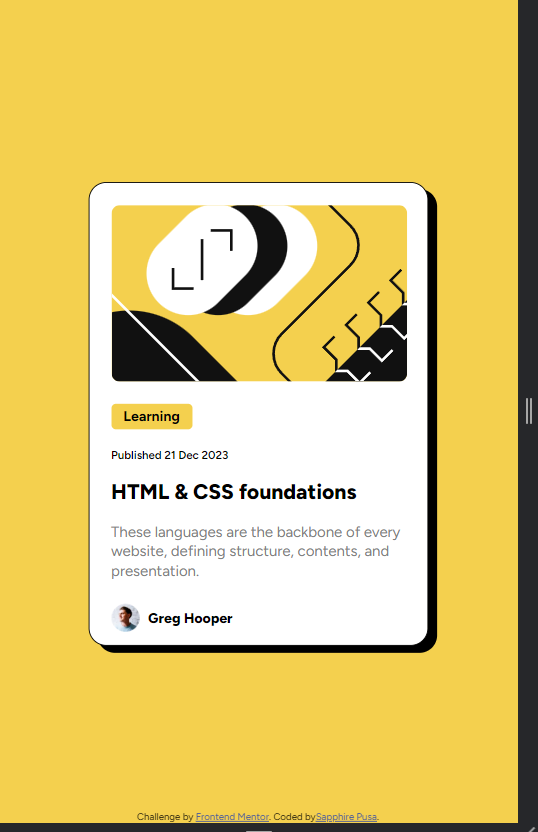 Learning
Published 21 Dec 2023
HTML & CSS foundations
These languages are the backbone of every
website, defining structure, contents, and
presentation.
Greg Hooper
Challenge by Frontend Mentor. Coded bySapphire Pusa.